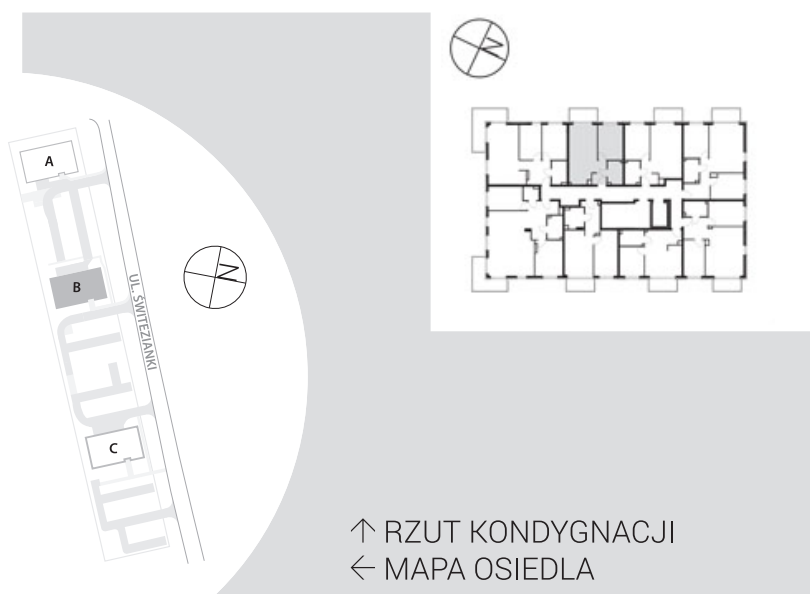 N
A
B
N
UL. ŚWITEZIANKI
C
↑ RZUT KONDYGNACJI
← MAPA OSIEDLA